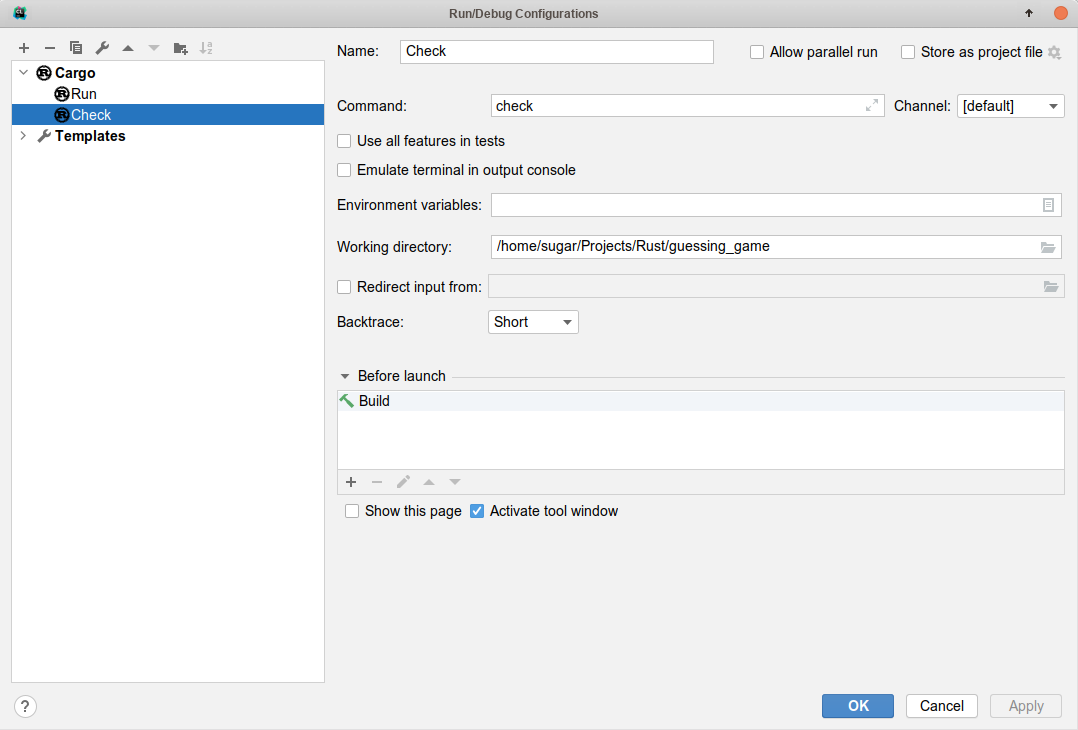 Run/Debug Configurations
Cargo
Run
Check
Templates
Name: Check Allow parallel run Store as project file
Command: check Channel: [default]
Use all features in tests
Emulate terminal in output console
Environment variables:
Working directory: /home/sugar/Projects/Rust/guessing_game
Redirect input from:
Backtrace: Short
Before launch
Build
Show this page Activate tool window
? OK Cancel Apply